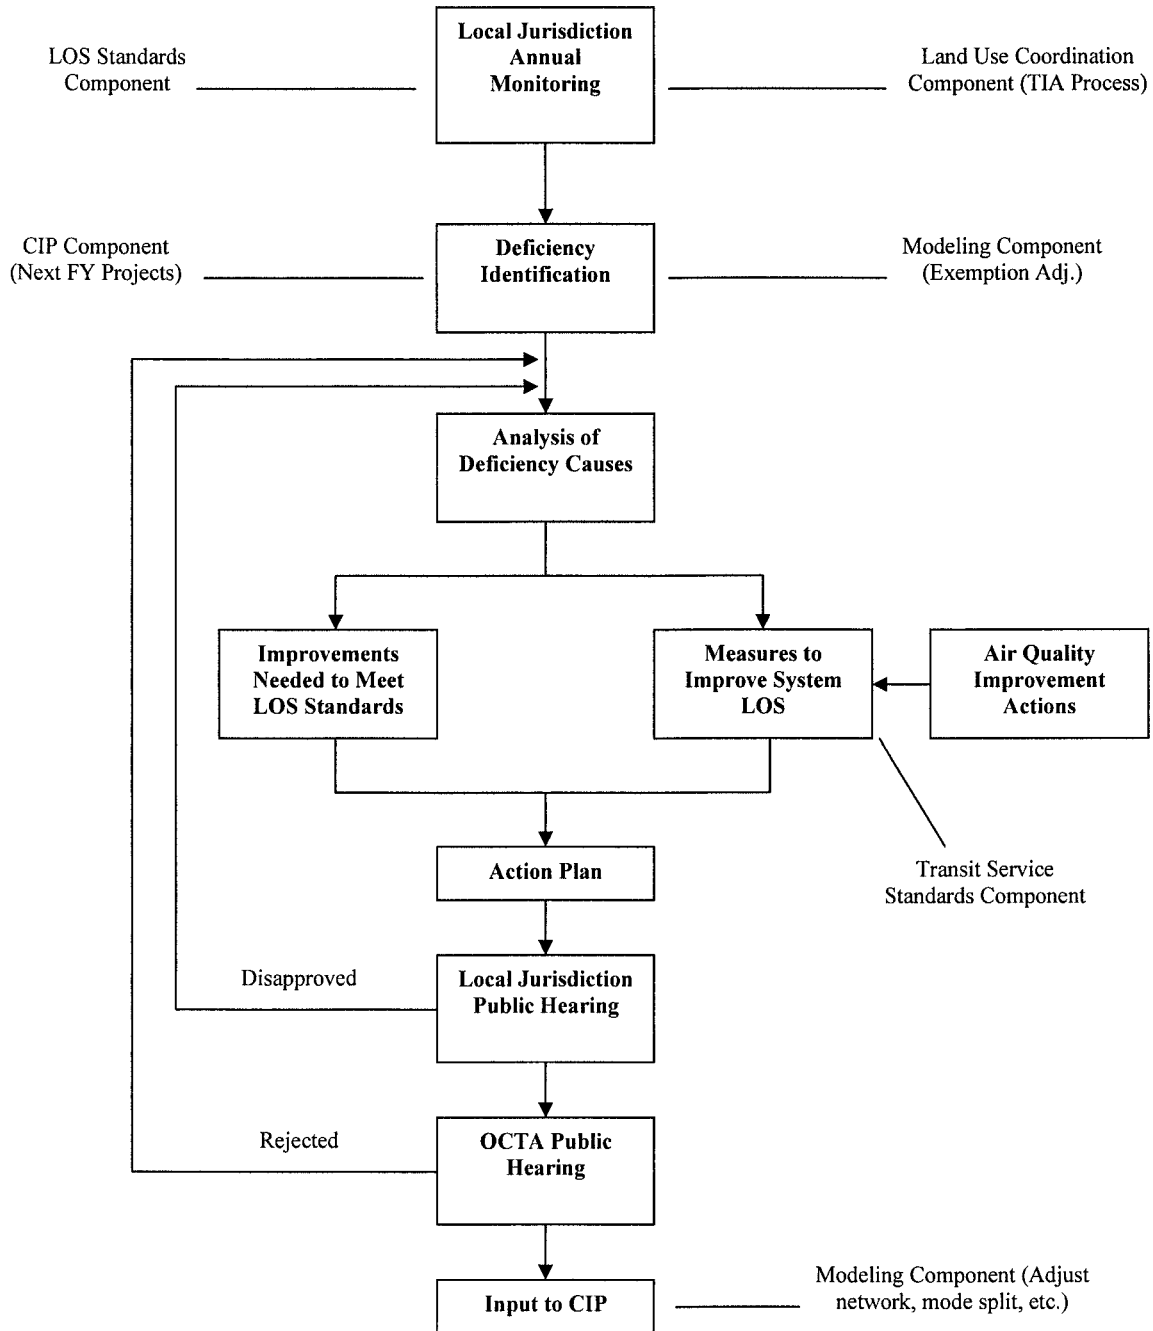 Local Jurisdiction
Annual
Monitoring
LOS Standards
Component
Land Use Coordination
Component (TIA Process)
Deficiency
Identification
CIP Component
(Next FY Projects)
Modeling Component
(Exemption Adj.)
Analysis of
Deficiency Causes
Improvements
Needed to Meet
LOS Standards
Measures to
Improve System
LOS
Air Quality
Improvement
Actions
Action Plan
Transit Service
Standards Component
Disapproved
Local Jurisdiction
Public Hearing
Rejected
OCTA Public
Hearing
Input to CIP
Modeling Component (Adjust
network, mode split, etc.)